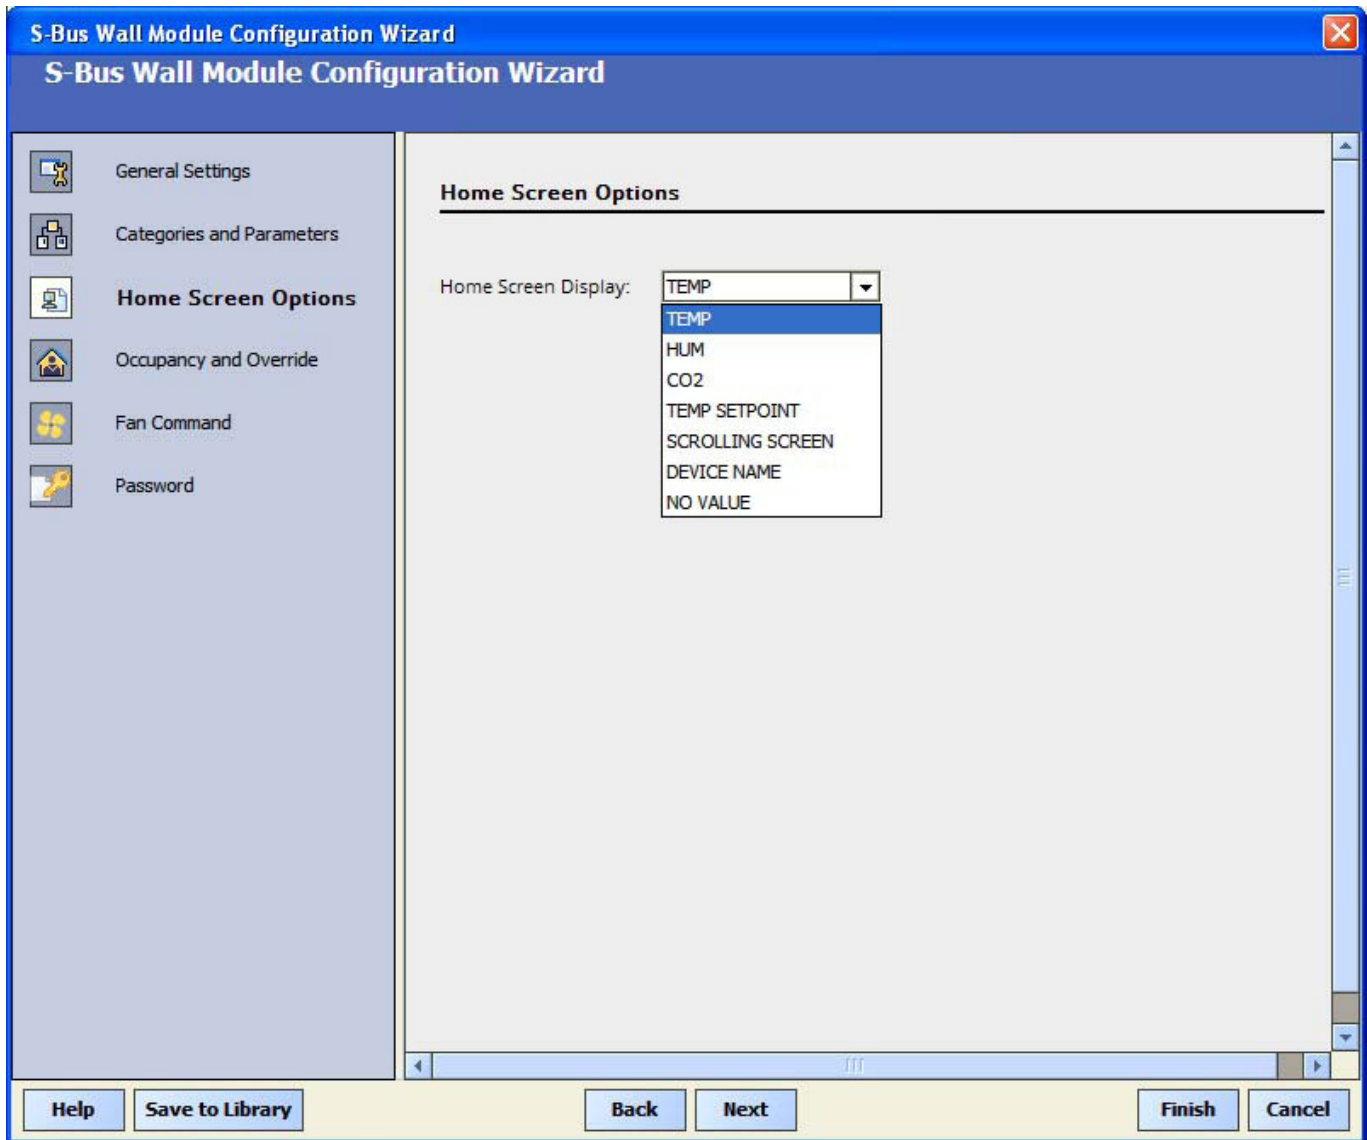 S-Bus Wall Module Configuration Wizard
S-Bus Wall Module Configuration Wizard
General Settings
Categories and Parameters
Home Screen Options
Occupancy and Override
Fan Command
Password
Home Screen Options
Home Screen Display:
TEMP
TEMP
HUM
CO2
TEMP SETPOINT
SCROLLING SCREEN
DEVICE NAME
NO VALUE
Help
Save to Library
Back
Next
Finish
Cancel